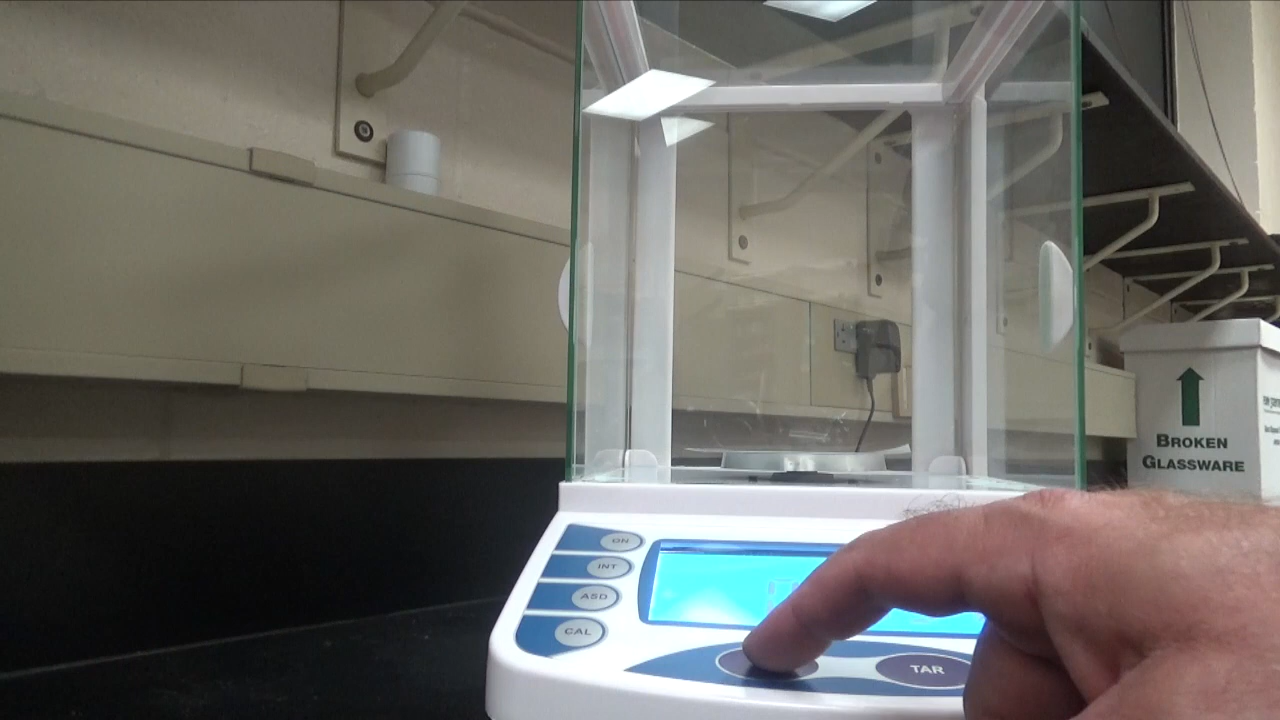 ON
INT
ASD
CAL
TAR
BROKEN
GLASSWARE